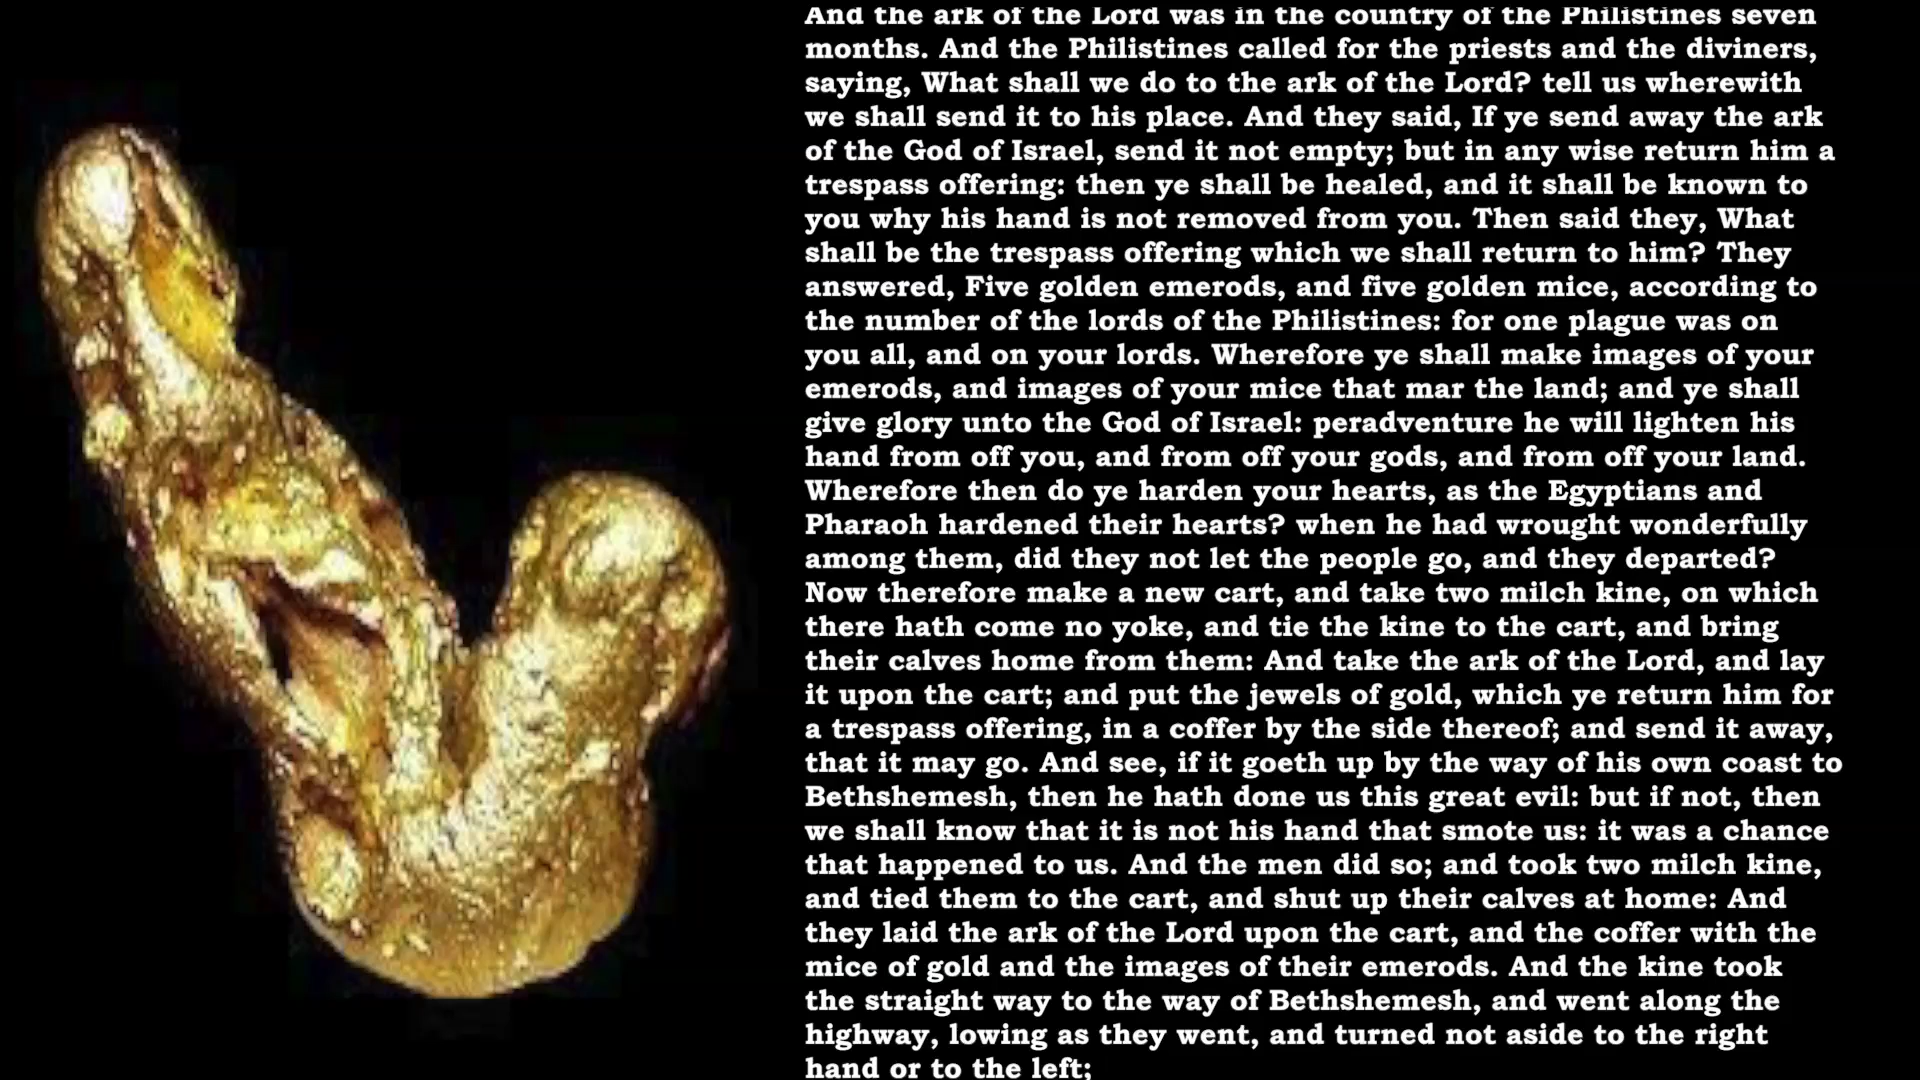 And the ark of the Lord was in the country of the Philistines seven
months. And the Philistines called for the priests and the diviners,
saying, What shall we do to the ark of the Lord? tell us wherewith
we shall send it to his place. And they said, If ye send away the ark
of the God of Israel, send it not empty; but in any wise return him a
trespass offering: then ye shall be healed, and it shall be known to
you why his hand is not removed from you. Then said they, What
shall be the trespass offering which we shall return to him? They
answered, Five golden emerods, and five golden mice, according to
the number of the lords of the Philistines: for one plague was on
you all, and on your lords. Wherefore ye shall make images of your
emerods, and images of your mice that mar the land; and ye shall
give glory unto the God of Israel: peradventure he will lighten his
hand from off you, and from off your gods, and from off your land.
Wherefore then do ye harden your hearts, as the Egyptians and
Pharaoh hardened their hearts? when he had wrought wonderfully
among them, did they not let the people go, and they departed?
Now therefore make a new cart, and take two milch kine, on which
there hath come no yoke, and tie the kine to the cart, and bring
their calves home from them: And take the ark of the Lord, and lay
it upon the cart; and put the jewels of gold, which ye return him for
a trespass offering, in a coffer by the side thereof; and send it away,
that it may go. And see, if it goeth up by the way of his own coast to
Bethshemesh, then he hath done us this great evil: but if not, then
we shall know that it is not his hand that smote us: it was a chance
that happened to us. And the men did so; and took two milch kine,
and tied them to the cart, and shut up their calves at home: And
they laid the ark of the Lord upon the cart, and the coffer with the
mice of gold and the images of their emerods. And the kine took
the straight way to the way of Bethshemesh, and went along the
highway, lowing as they went, and turned not aside to the right
hand or to the left;